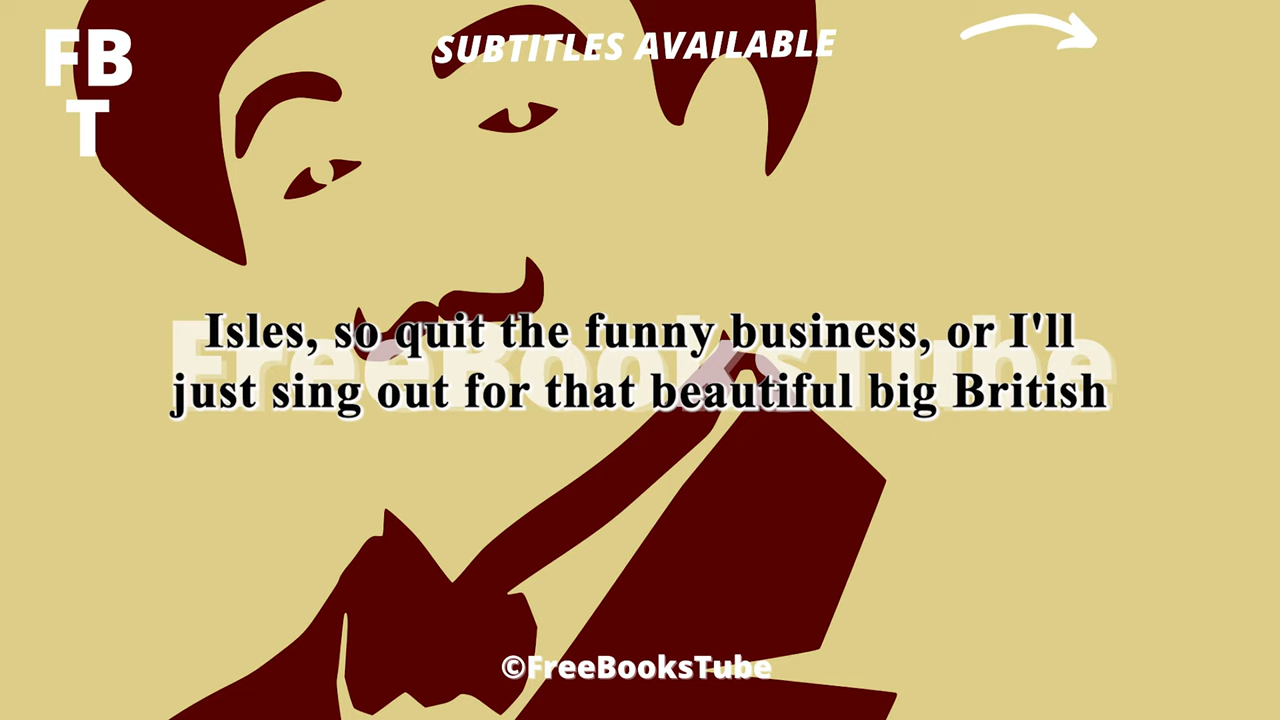 FB
T
SUBTITLES AVAILABLE
FreeBooksTube
Isles, so quit the funny business, or I'll
just sing out for that beautiful big British
©FreeBooksTube